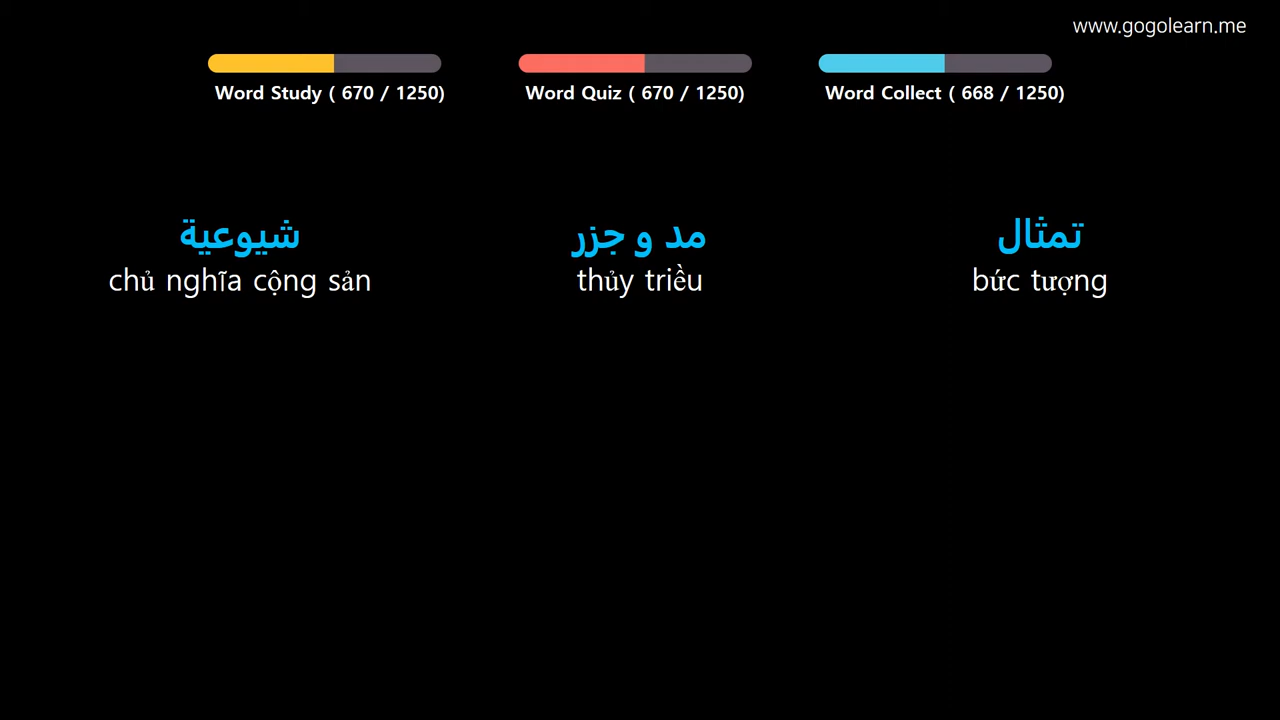 www.gogolearn.me
Word Study ( 670 / 1250)
Word Quiz ( 670 / 1250)
Word Collect ( 668 / 1250)
شيوعية
chủ nghĩa cộng sản
مد و جزر
thủy triều
تمثال
bức tượng